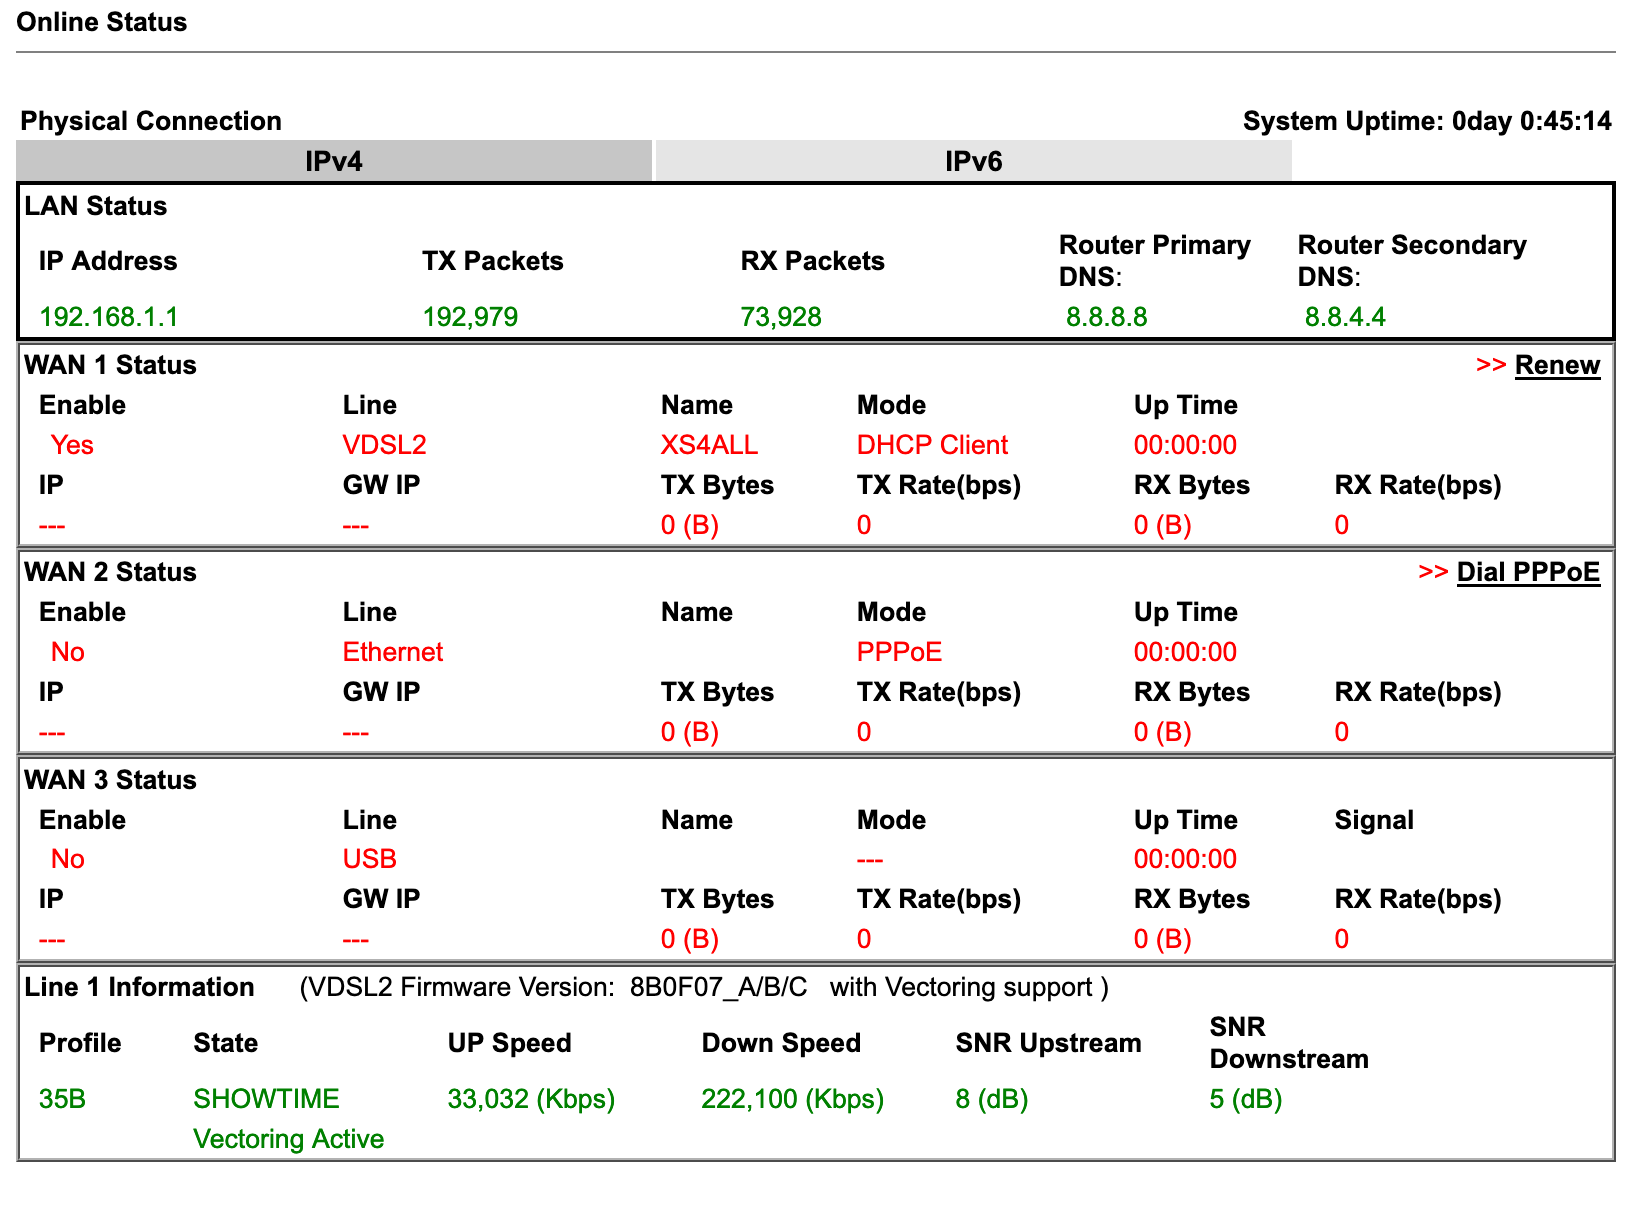 Online Status
Physical Connection System Uptime: 0day 0:45:14
IPv4 IPv6
LAN Status
IP Address TX Packets RX Packets Router Primary DNS: Router Secondary DNS:
192.168.1.1 192,979 73,928 8.8.8.8 8.8.4.4
WAN 1 Status >> Renew
Enable Line Name Mode Up Time
Yes VDSL2 XS4ALL DHCP Client 00:00:00
IP GW IP TX Bytes TX Rate(bps) RX Bytes RX Rate(bps)
--- --- 0 (B) 0 0 (B) 0
WAN 2 Status >> Dial PPPoE
Enable Line Name Mode Up Time
No Ethernet PPPoE 00:00:00
IP GW IP TX Bytes TX Rate(bps) RX Bytes RX Rate(bps)
--- --- 0 (B) 0 0 (B) 0
WAN 3 Status
Enable Line Name Mode Up Time Signal
No USB --- 00:00:00
IP GW IP TX Bytes TX Rate(bps) RX Bytes RX Rate(bps)
--- --- 0 (B) 0 0 (B) 0
Line 1 Information (VDSL2 Firmware Version: 8B0F07_A/B/C with Vectoring support )
Profile State UP Speed Down Speed SNR Upstream SNR Downstream
35B SHOWTIME 33,032 (Kbps) 222,100 (Kbps) 8 (dB) 5 (dB)
Vectoring Active